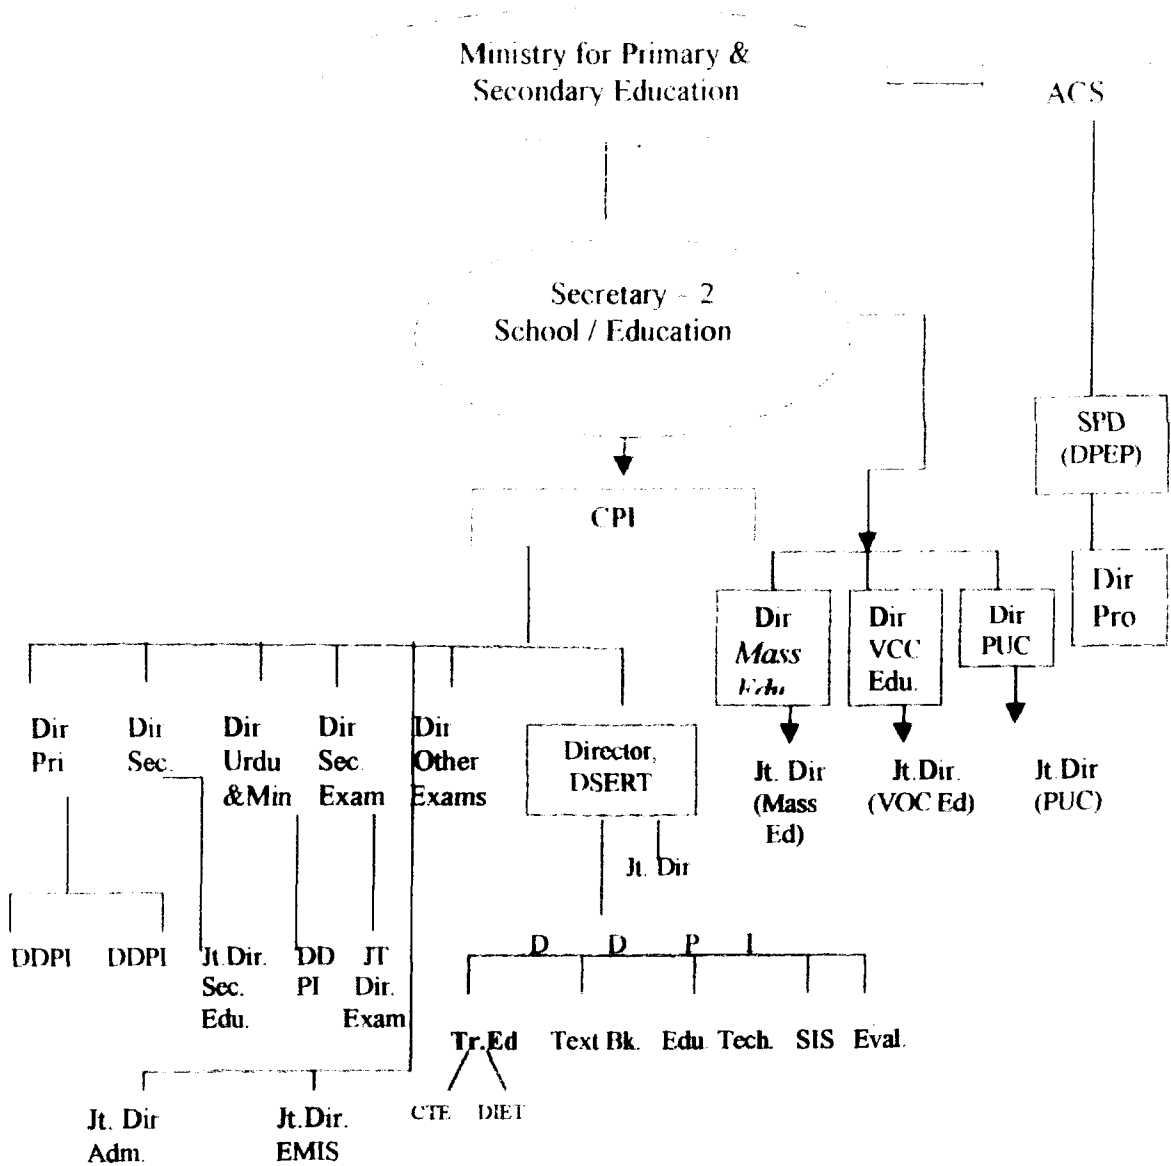 Ministry for Primary &
Secondary Education
ACS
Secretary - 2
School / Education
SPD
(DPEP)
CPI
Dir
Pro
Dir
Mass
Edu
Dir
VCC
Edu.
Dir
PUC
Dir
Pri
Dir
Sec.
Dir
Urdu
&Min
Dir
Sec.
Exam
Dir
Other
Exams
Director,
DSERT
Jt. Dir
(Mass
Ed)
Jt.Dir.
(VOC Ed)
Jt.Dir
(PUC)
Jt. Dir
DDPI
DDPI
Jt.Dir.
Sec.
Edu.
DD
PI
JT
Dir.
Exam
D D P I
Tr.Ed
Text Bk.
Edu. Tech.
SIS
Eval.
CTE
DIET
Jt. Dir
Adm.
Jt.Dir.
EMIS